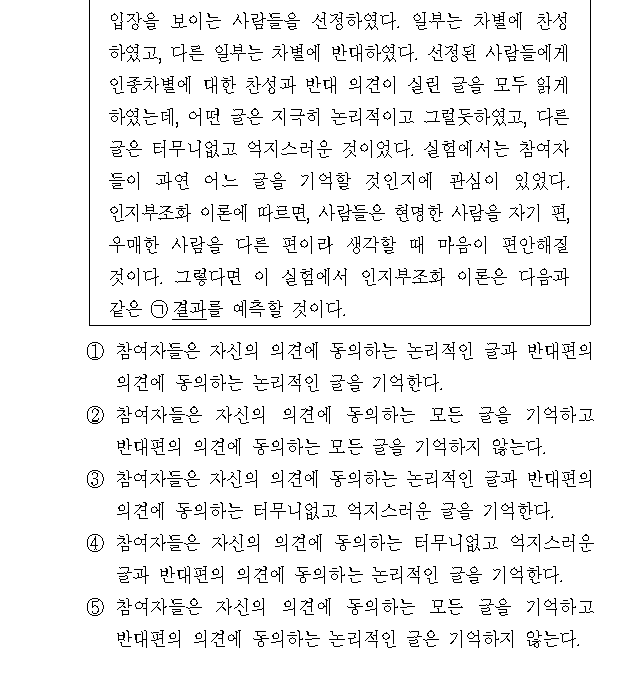 입장을 보이는 사람들을 선정하였다. 일부는 차별에 찬성
하였고, 다른 일부는 차별에 반대하였다. 선정된 사람들에게
인종차별에 대한 찬성과 반대 의견이 실린 글을 모두 읽게
하였는데, 어떤 글은 지극히 논리적이고 그럴듯하였고, 다른
글은 터무니없고 억지스러운 것이었다. 실험에서는 참여자
들이 과연 어느 글을 기억할 것인지에 관심이 있었다.
인지부조화 이론에 따르면, 사람들은 현명한 사람을 자기 편,
우매한 사람을 다른 편이라 생각할 때 마음이 편안해질
것이다. 그렇다면 이 실험에서 인지부조화 이론은 다음과
같은 ㉠ 결과를 예측할 것이다.
① 참여자들은 자신의 의견에 동의하는 논리적인 글과 반대편의
의견에 동의하는 논리적인 글을 기억한다.
② 참여자들은 자신의 의견에 동의하는 모든 글을 기억하고
반대편의 의견에 동의하는 모든 글을 기억하지 않는다.
③ 참여자들은 자신의 의견에 동의하는 논리적인 글과 반대편의
의견에 동의하는 터무니없고 억지스러운 글을 기억한다.
④ 참여자들은 자신의 의견에 동의하는 터무니없고 억지스러운
글과 반대편의 의견에 동의하는 논리적인 글을 기억한다.
⑤ 참여자들은 자신의 의견에 동의하는 모든 글을 기억하고
반대편의 의견에 동의하는 논리적인 글은 기억하지 않는다.